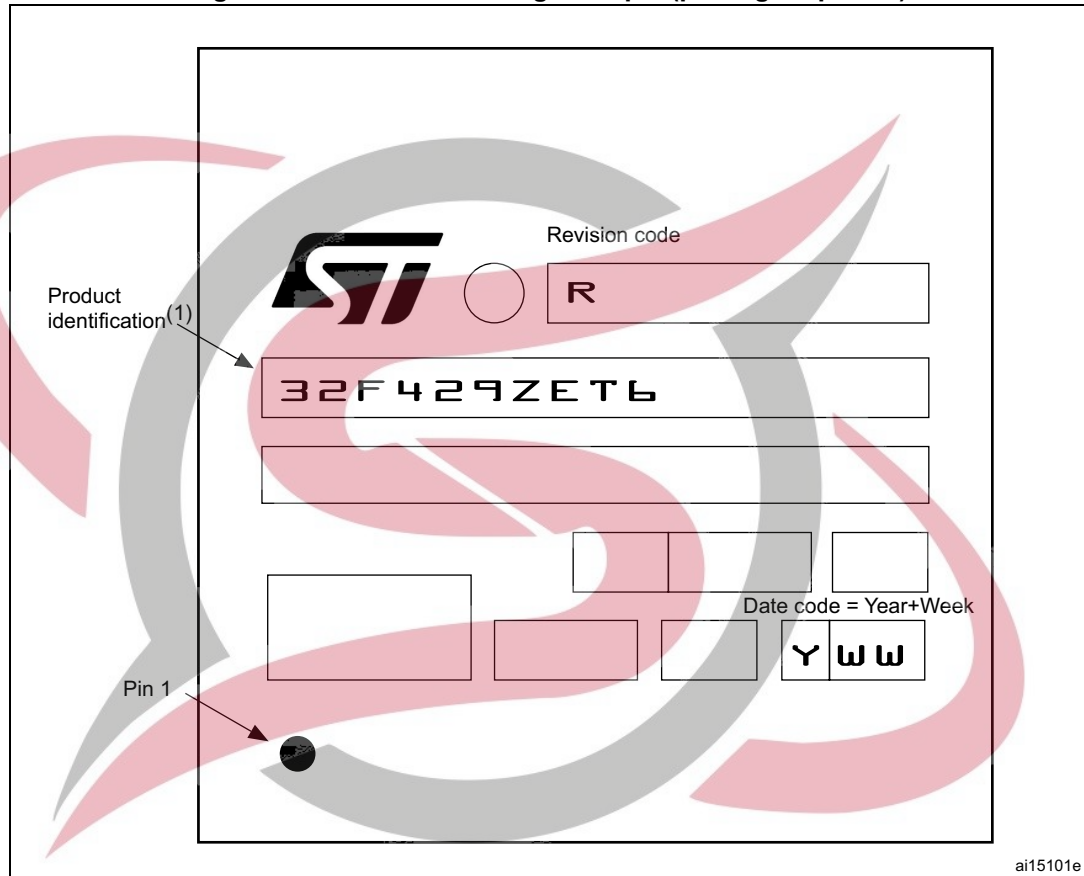 Revision code
R
Product
identification(1)
32F429ZET6
Date code = Year+Week
Y WW
Pin 1
ai15101e